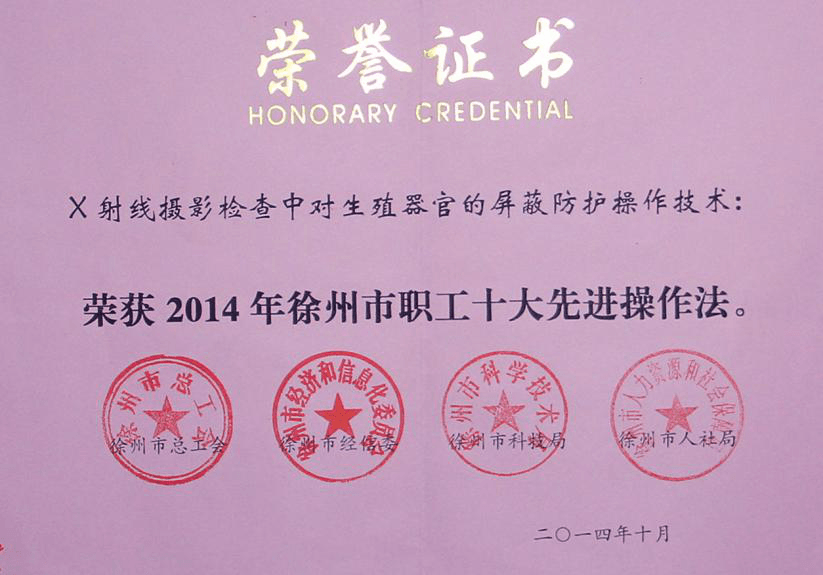 荣誉证书
HONORARY CREDENTIAL
X射线摄影检查中对生殖器官的屏蔽防护操作技术：
荣获2014年徐州市职工十大先进操作法。
徐州市总工会
徐州市经济和信息化委员会
徐州市科学技术
徐州市人力资源和社会保障
徐州市总工会 徐州市经信委 徐州市科技局 徐州市人社局
二〇一四年十月